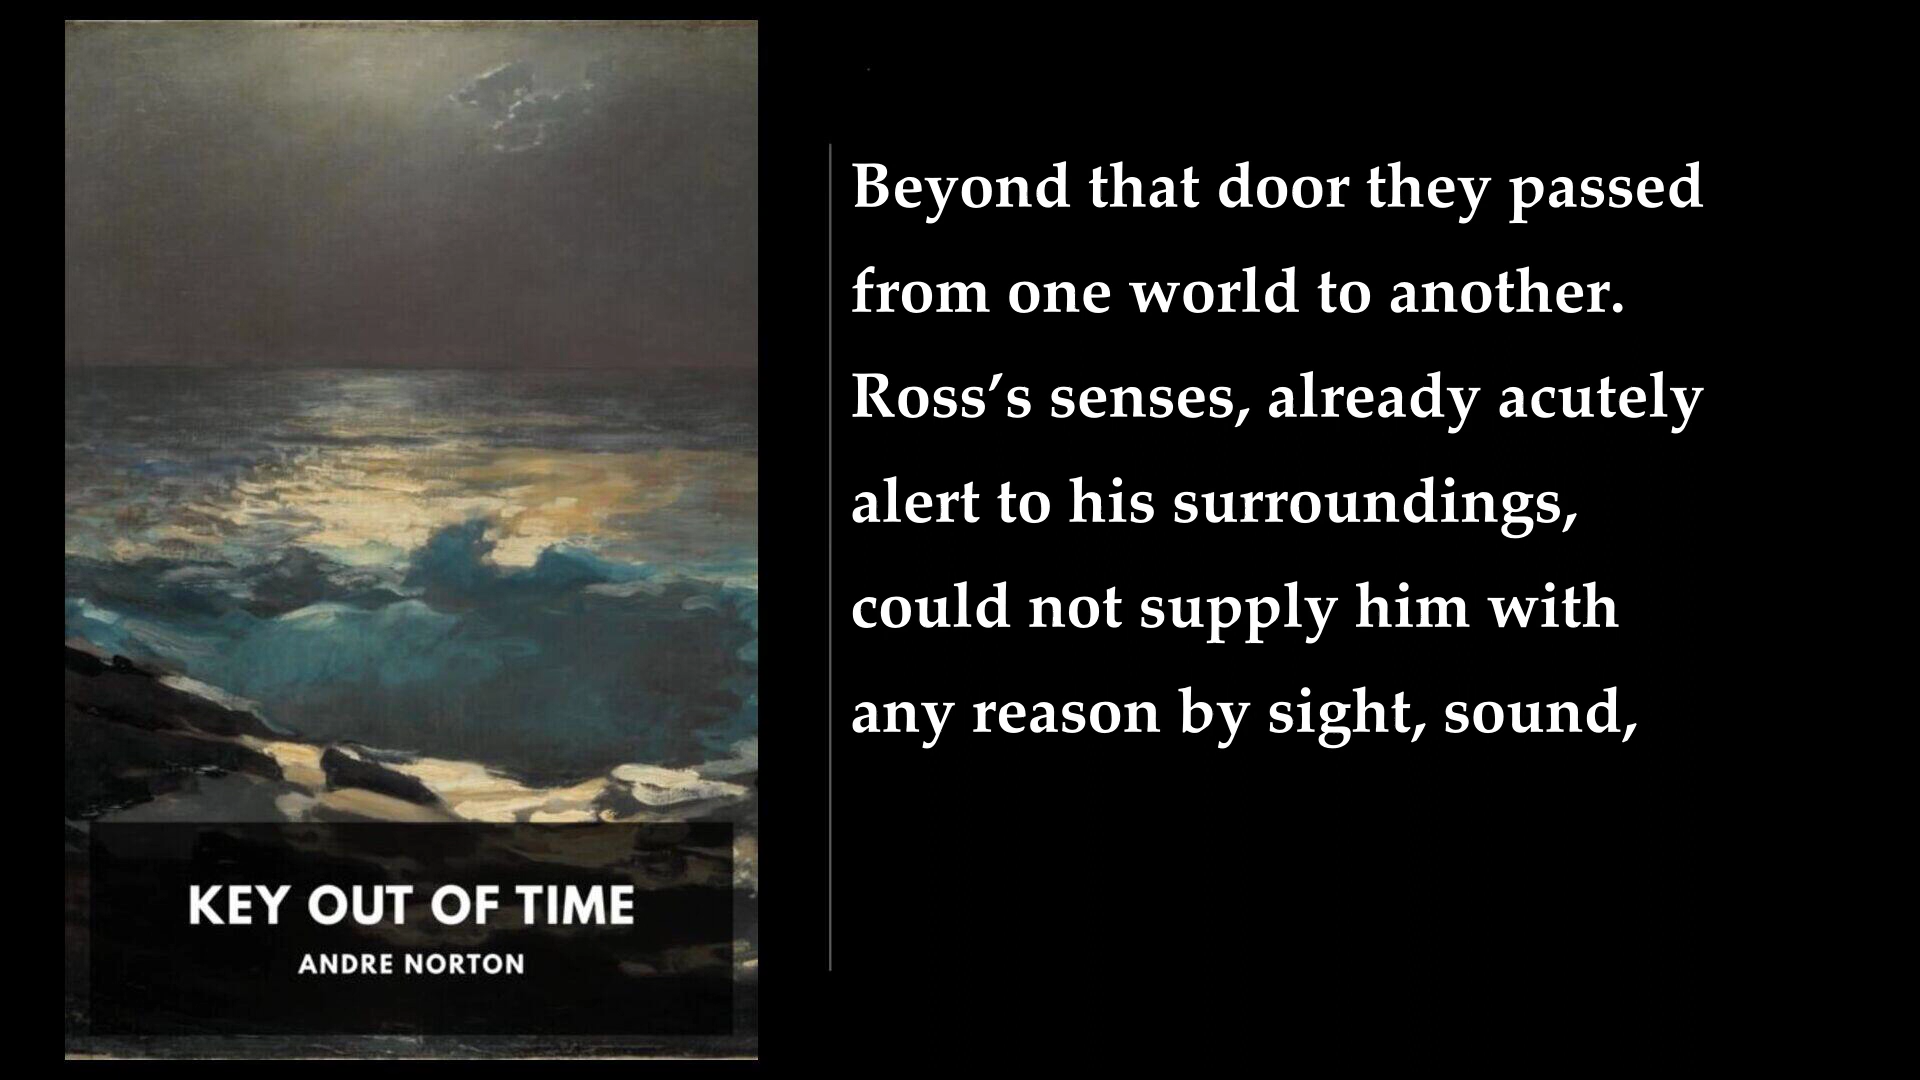 KEY OUT OF TIME
ANDRE NORTON
Beyond that door they passed
from one world to another.
Ross’s senses, already acutely
alert to his surroundings,
could not supply him with
any reason by sight, sound,